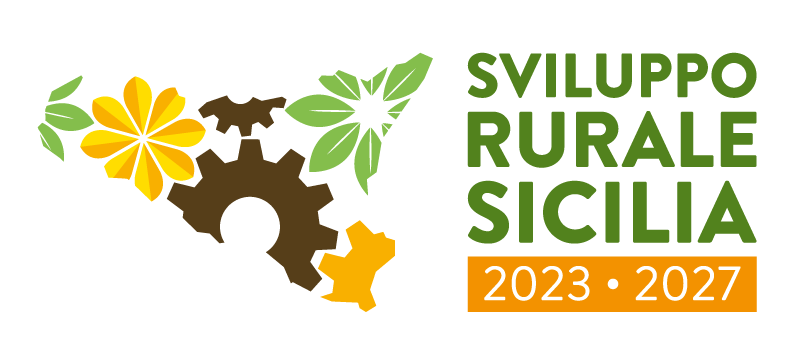 SVILUPPO
RURALE
SICILIA
2023 • 2027